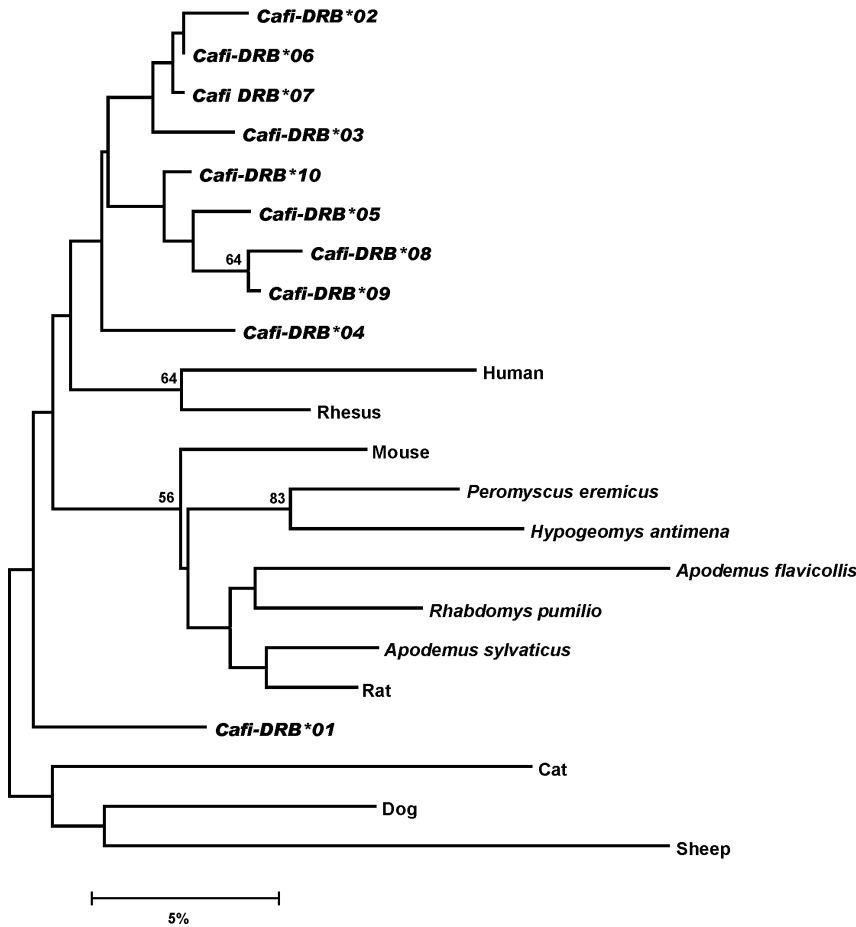 Cafi-DRB*02
Cafi-DRB*06
Cafi DRB*07
Cafi-DRB*03
Cafi-DRB*10
Cafi-DRB*05
64
Cafi-DRB*08
Cafi-DRB*09
Cafi-DRB*04
64
Human
Rhesus
Mouse
56
83
Peromyscus eremicus
Hypogeomys antimena
Apodemus flavicollis
Rhabdomys pumilio
Apodemus sylvaticus
Rat
Cafi-DRB*01
Cat
Dog
Sheep
5%